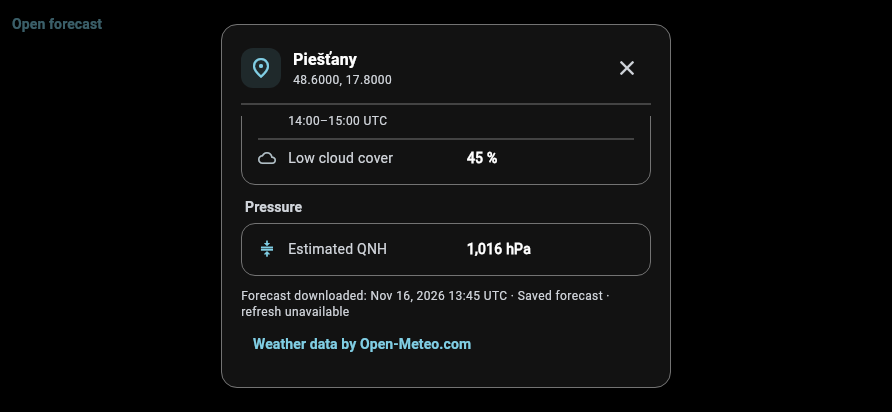 Open forecast
Piešťany
48.6000, 17.8000
14:00–15:00 UTC
Low cloud cover 45 %
Pressure
Estimated QNH 1,016 hPa
Forecast downloaded: Nov 16, 2026 13:45 UTC · Saved forecast ·
refresh unavailable
Weather data by Open-Meteo.com